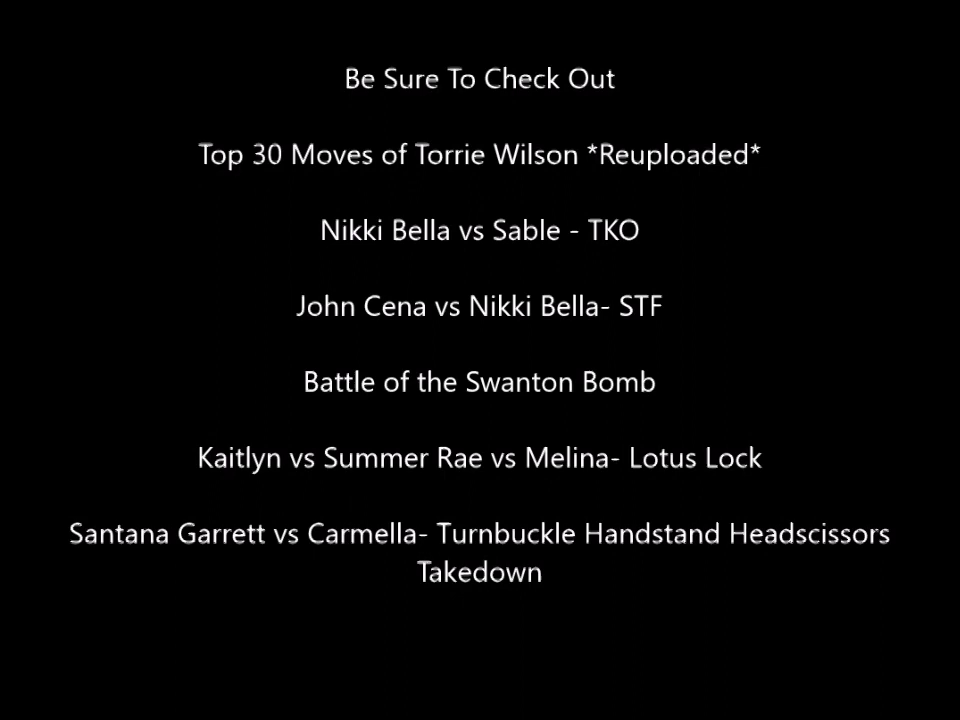 Be Sure To Check Out
Top 30 Moves of Torrie Wilson *Reuploaded*
Nikki Bella vs Sable - TKO
John Cena vs Nikki Bella- STF
Battle of the Swanton Bomb
Kaitlyn vs Summer Rae vs Melina- Lotus Lock
Santana Garrett vs Carmella- Turnbuckle Handstand Headscissors
Takedown